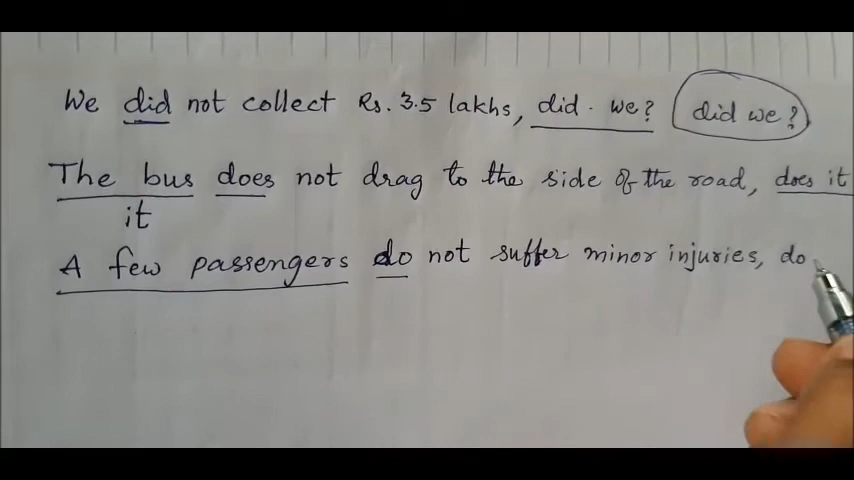 We did not collect Rs. 3.5 lakhs, did we? did we?
The bus does not drag to the side of the road, does it
it
A few passengers do not suffer minor injuries, do